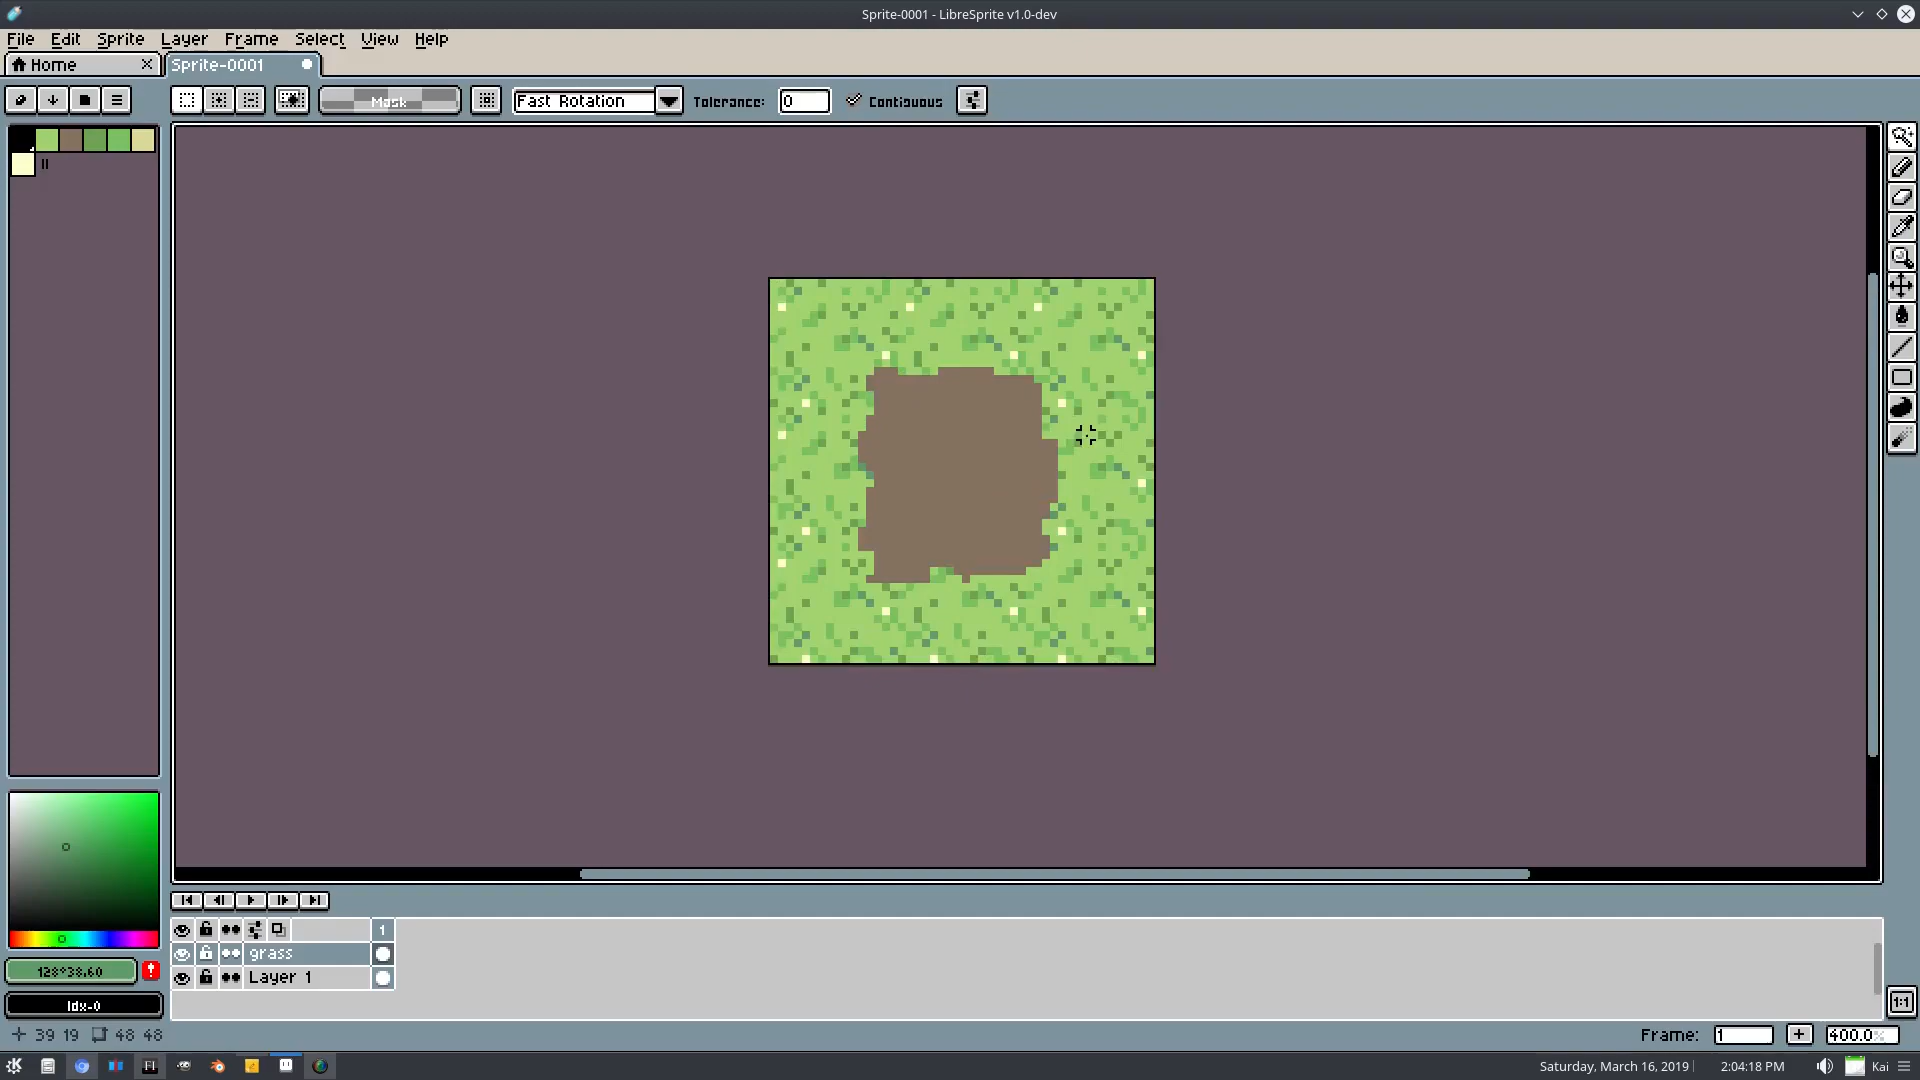 Sprite-0001 - LibreSprite v1.0-dev
File Edit Sprite Layer Frame Select View Help
Home
Sprite-0001
Mask
Fast Rotation
Tolerance: 0
Contiguous
128°38.60
!
Idx-0
1
grass
Layer 1
1:1
39 19 48 48
Frame: 1
+
400.0%
Saturday, March 16, 2019
2:04:18 PM
Kai